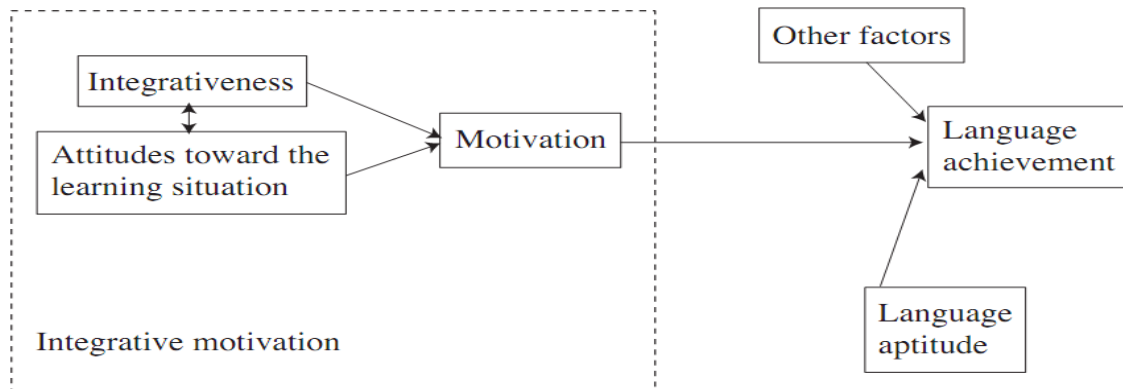 Other factors
Integrativeness
Attitudes toward the
learning situation
Motivation
Language
achievement
Language
aptitude
Integrative motivation